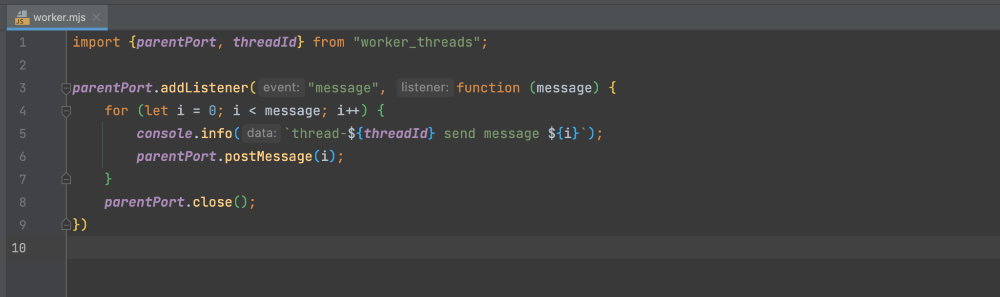 JS worker.mjs
1 import {parentPort, threadId} from "worker_threads";
2
3 parentPort.addListener( event: "message", listener: function (message) {
4     for (let i = 0; i < message; i++) {
5         console.info( data: `thread-${threadId} send message ${i}`);
6         parentPort.postMessage(i);
7     }
8     parentPort.close();
9 })
10